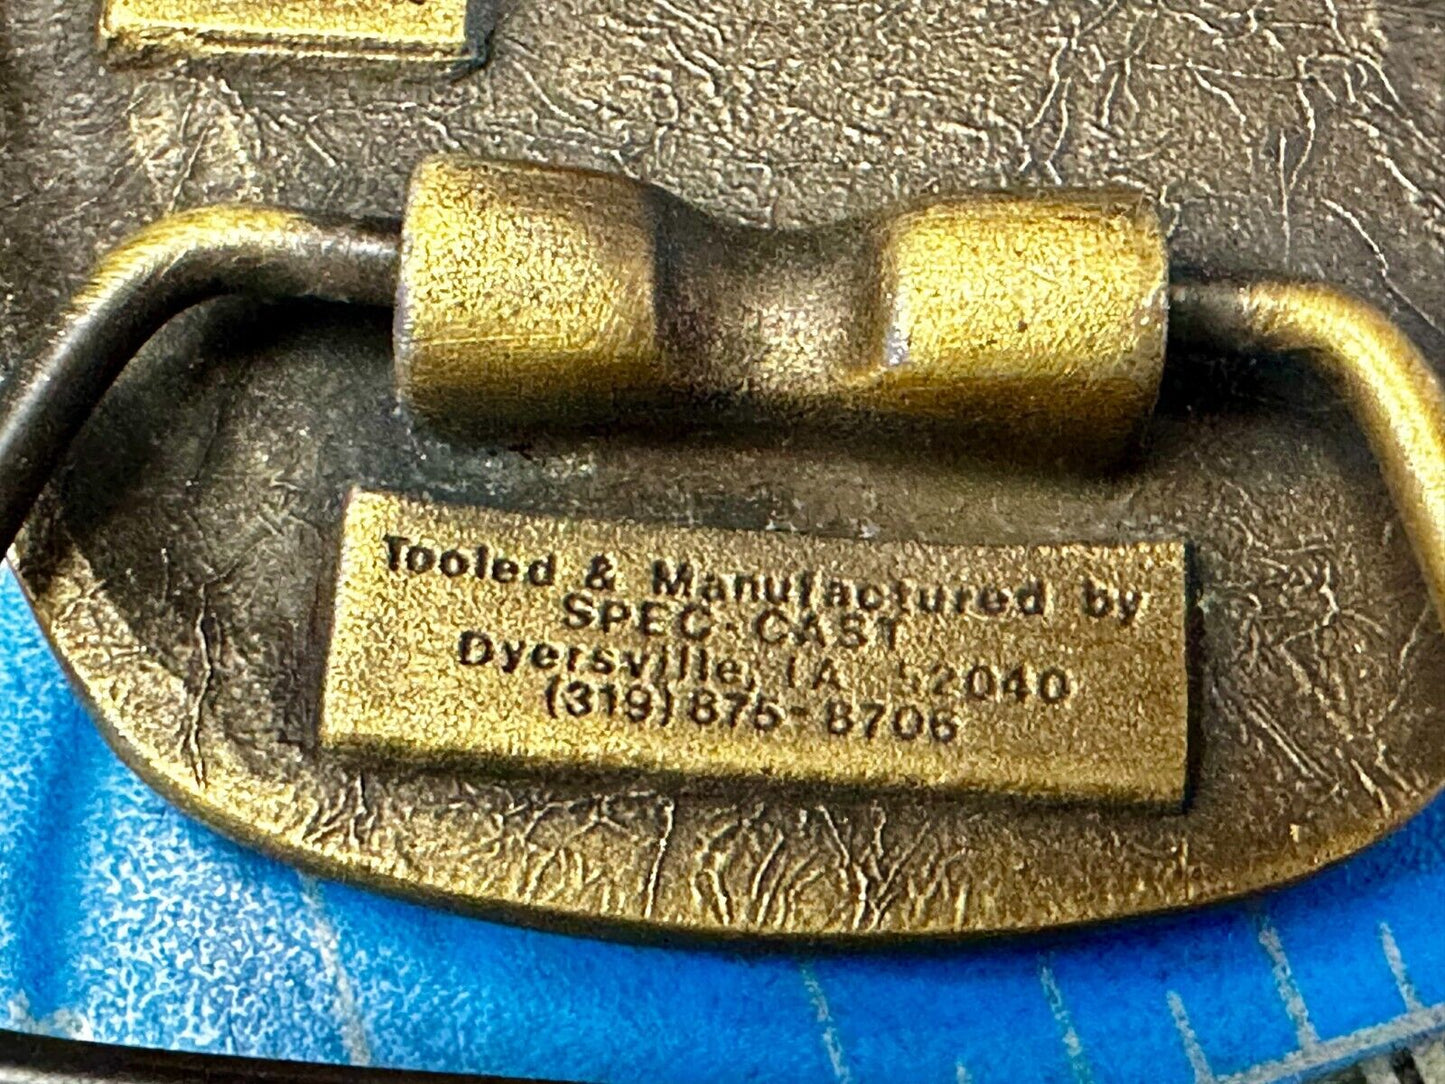 Tooled & Manufactured by
SPEC-CAST
Dyersville, IA 52040
(319) 875-8706